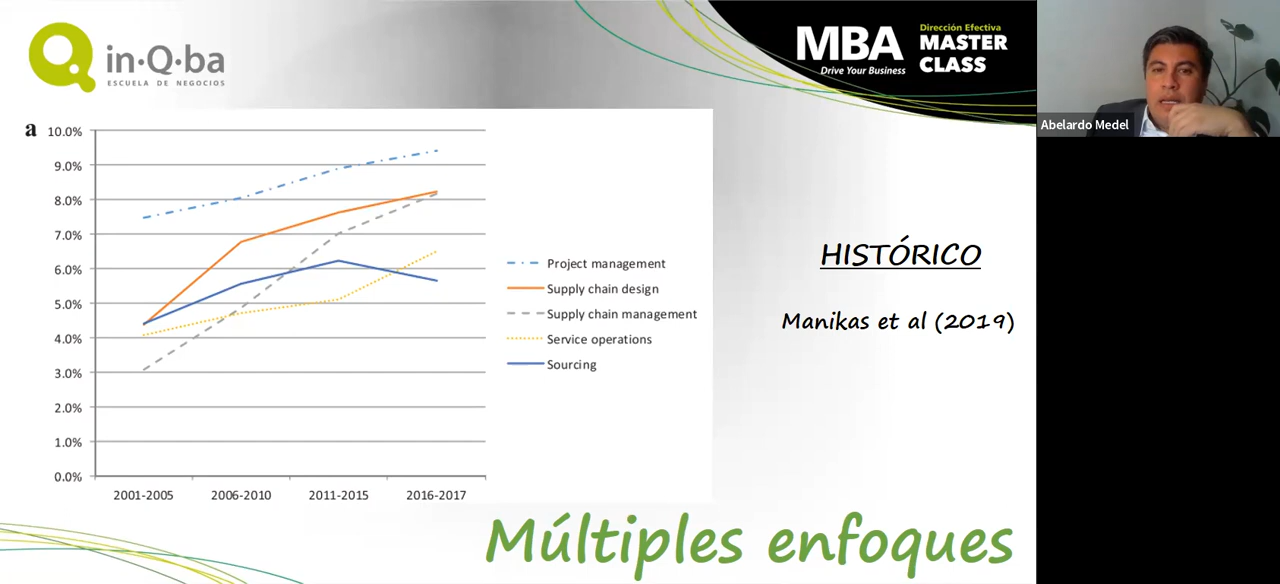 in·Q·ba
ESCUELA DE NEGOCIOS
MBA
Drive Your Business
Dirección Efectiva
MASTER
CLASS
Abelardo Medel
a
10.0%
9.0%
8.0%
7.0%
6.0%
5.0%
4.0%
3.0%
2.0%
1.0%
0.0%
2001-2005
2006-2010
2011-2015
2016-2017
Project management
Supply chain design
Supply chain management
Service operations
Sourcing
HISTÓRICO
Manikas et al (2019)
Múltiples enfoques